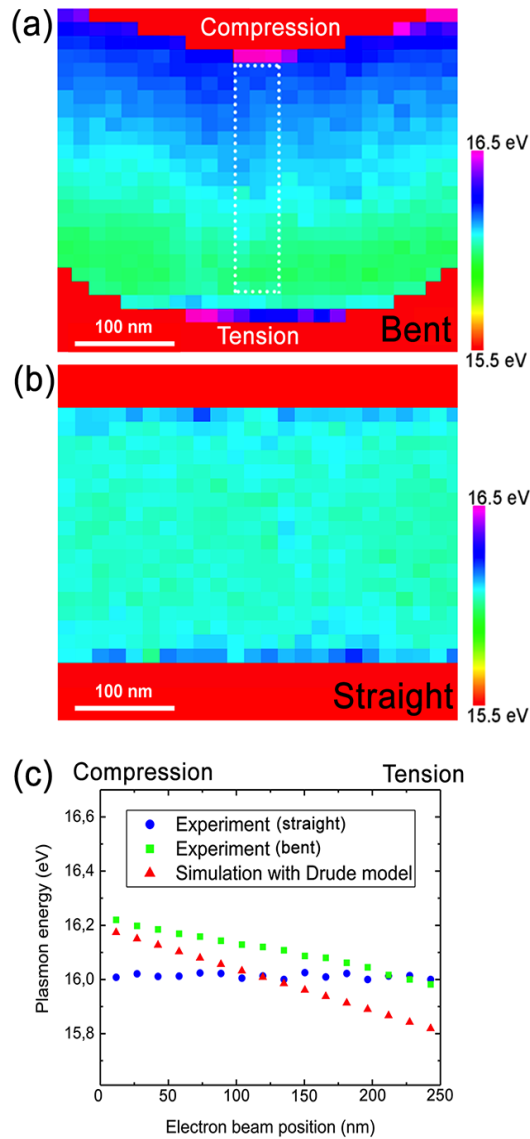 (a)
Compression
16.5 eV
100 nm
Tension
Bent
15.5 eV
(b)
16.5 eV
100 nm
Straight
15.5 eV
(c)
Compression
Tension
16,6
16,4
16,2
16,0
15,8
Plasmon energy (eV)
Experiment (straight)
Experiment (bent)
Simulation with Drude model
0 50 100 150 200 250
Electron beam position (nm)